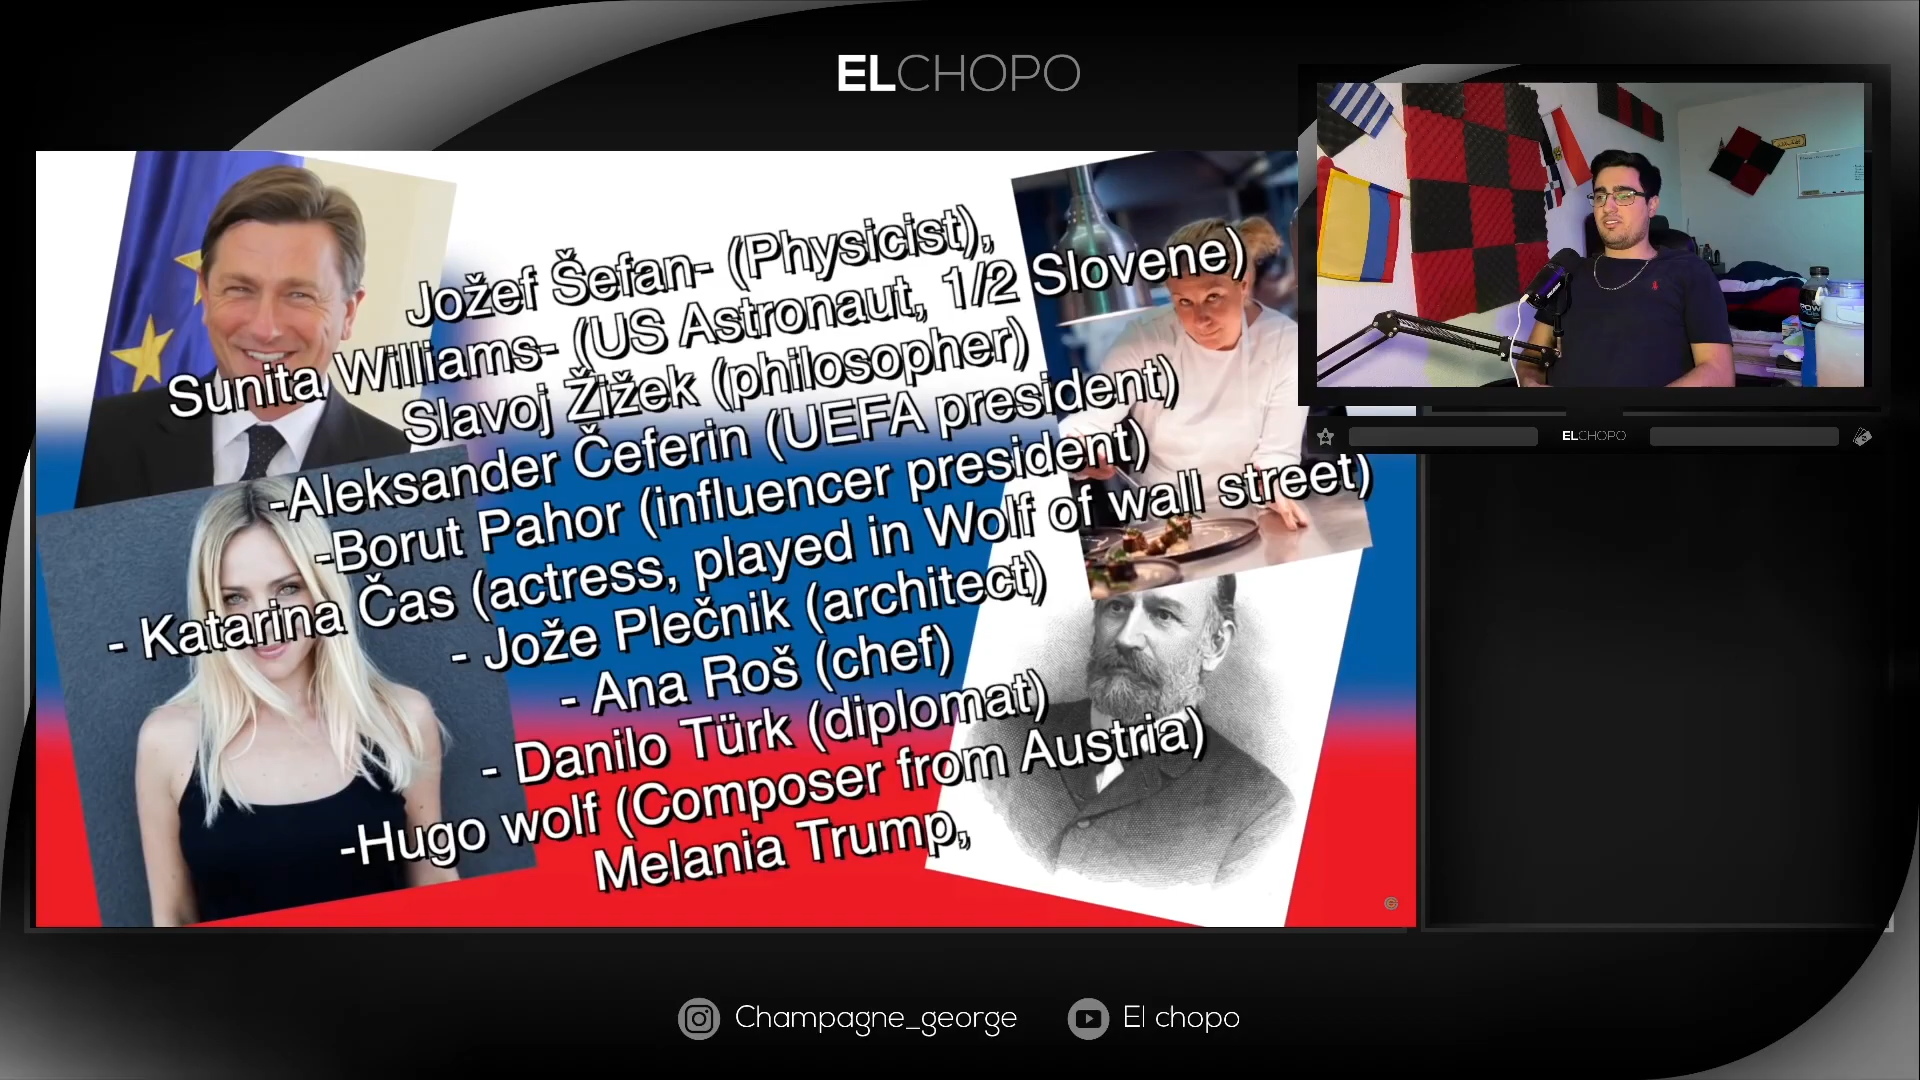 ELCHOPO
Jožef Šefan- (Physicist),
Sunita Williams- (US Astronaut, 1/2 Slovene)
Slavoj Žižek (philosopher)
-Aleksander Čeferin (UEFA president)
-Borut Pahor (influencer president)
- Katarina Čas (actress, played in Wolf of wall street)
- Jože Plečnik (architect)
- Ana Roš (chef)
- Danilo Türk (diplomat)
-Hugo wolf (Composer from Austria)
Melania Trump,
ELCHOPO
Champagne_george
El chopo